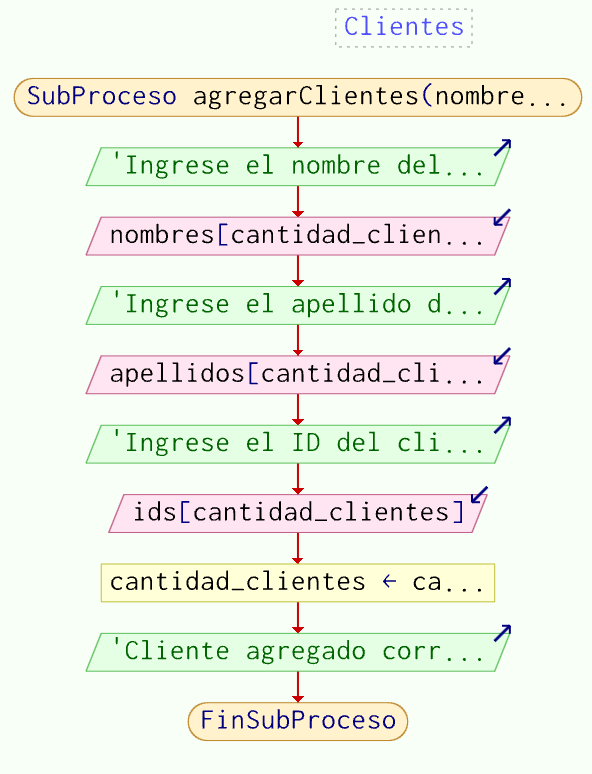 Clientes
SubProceso agregarClientes(nombre...
'Ingrese el nombre del...
nombres[cantidad_clien...
'Ingrese el apellido d...
apellidos[cantidad_cli...
'Ingrese el ID del cli...
ids[cantidad_clientes]
cantidad_clientes ← ca...
'Cliente agregado corr...
FinSubProceso